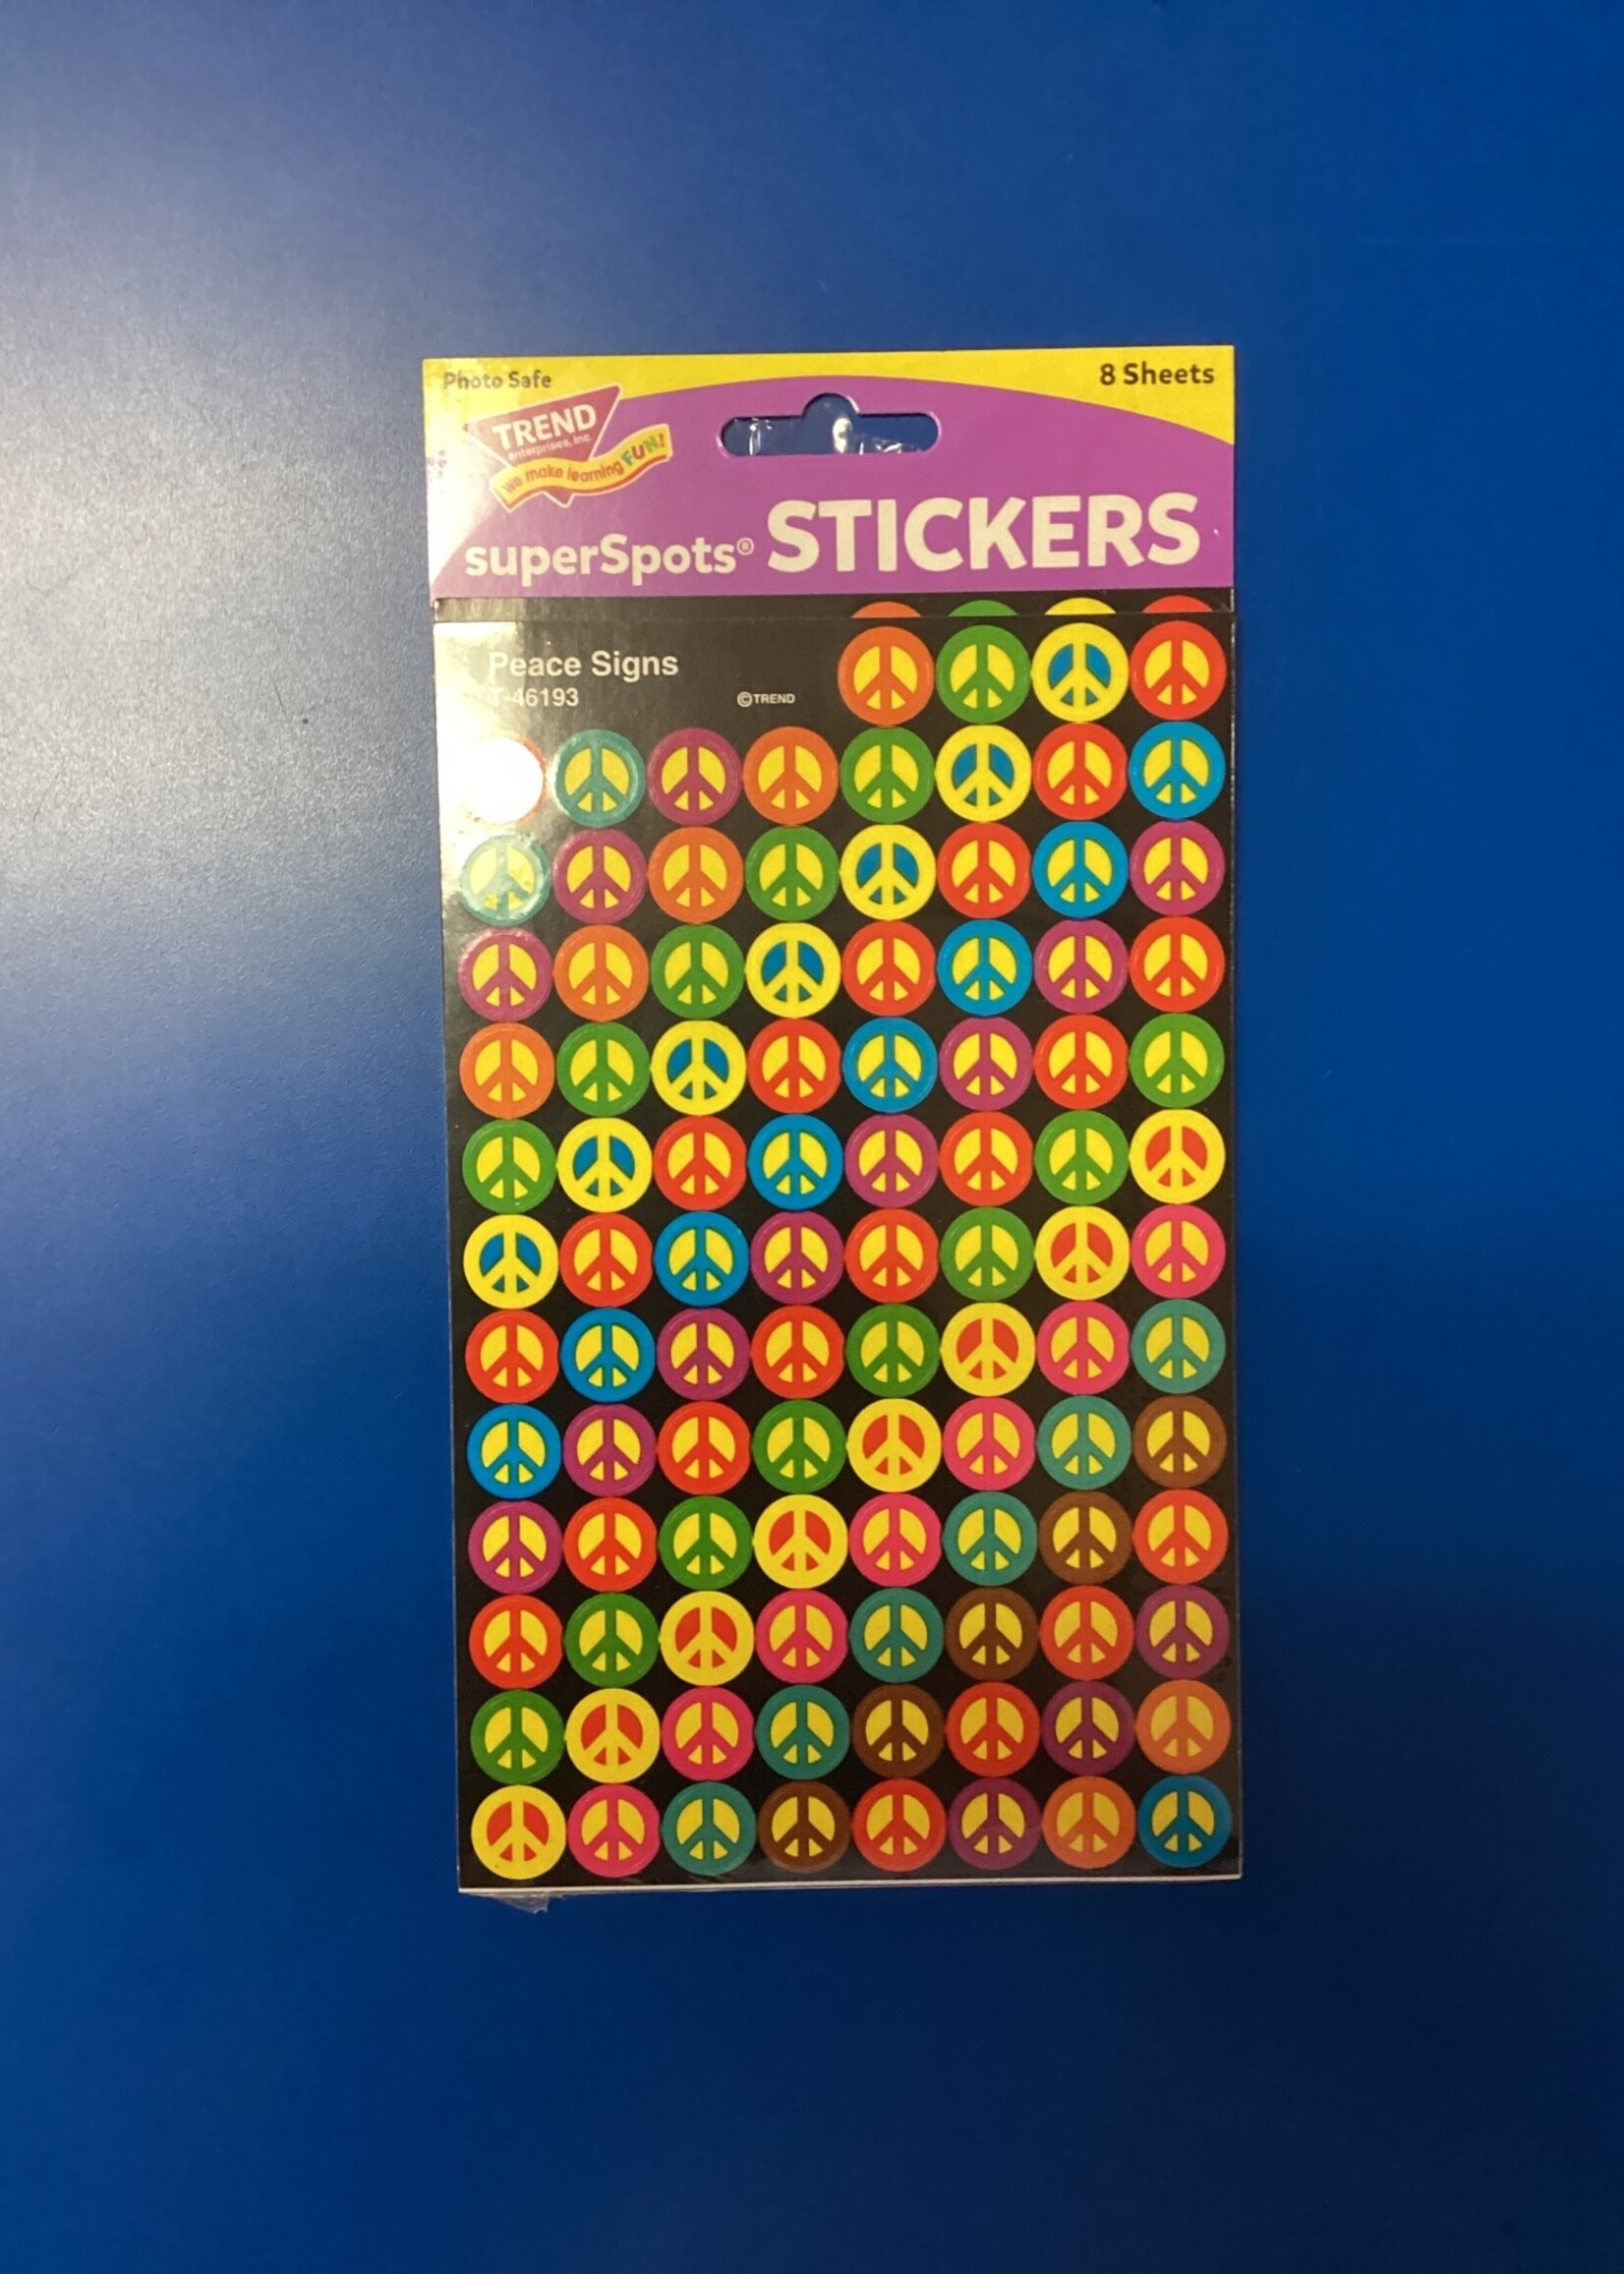 Photo Safe
8 Sheets
TREND
enterprises, Inc.
We make learning FUN!
superSpots® STICKERS
Peace Signs
T-46193
©TREND